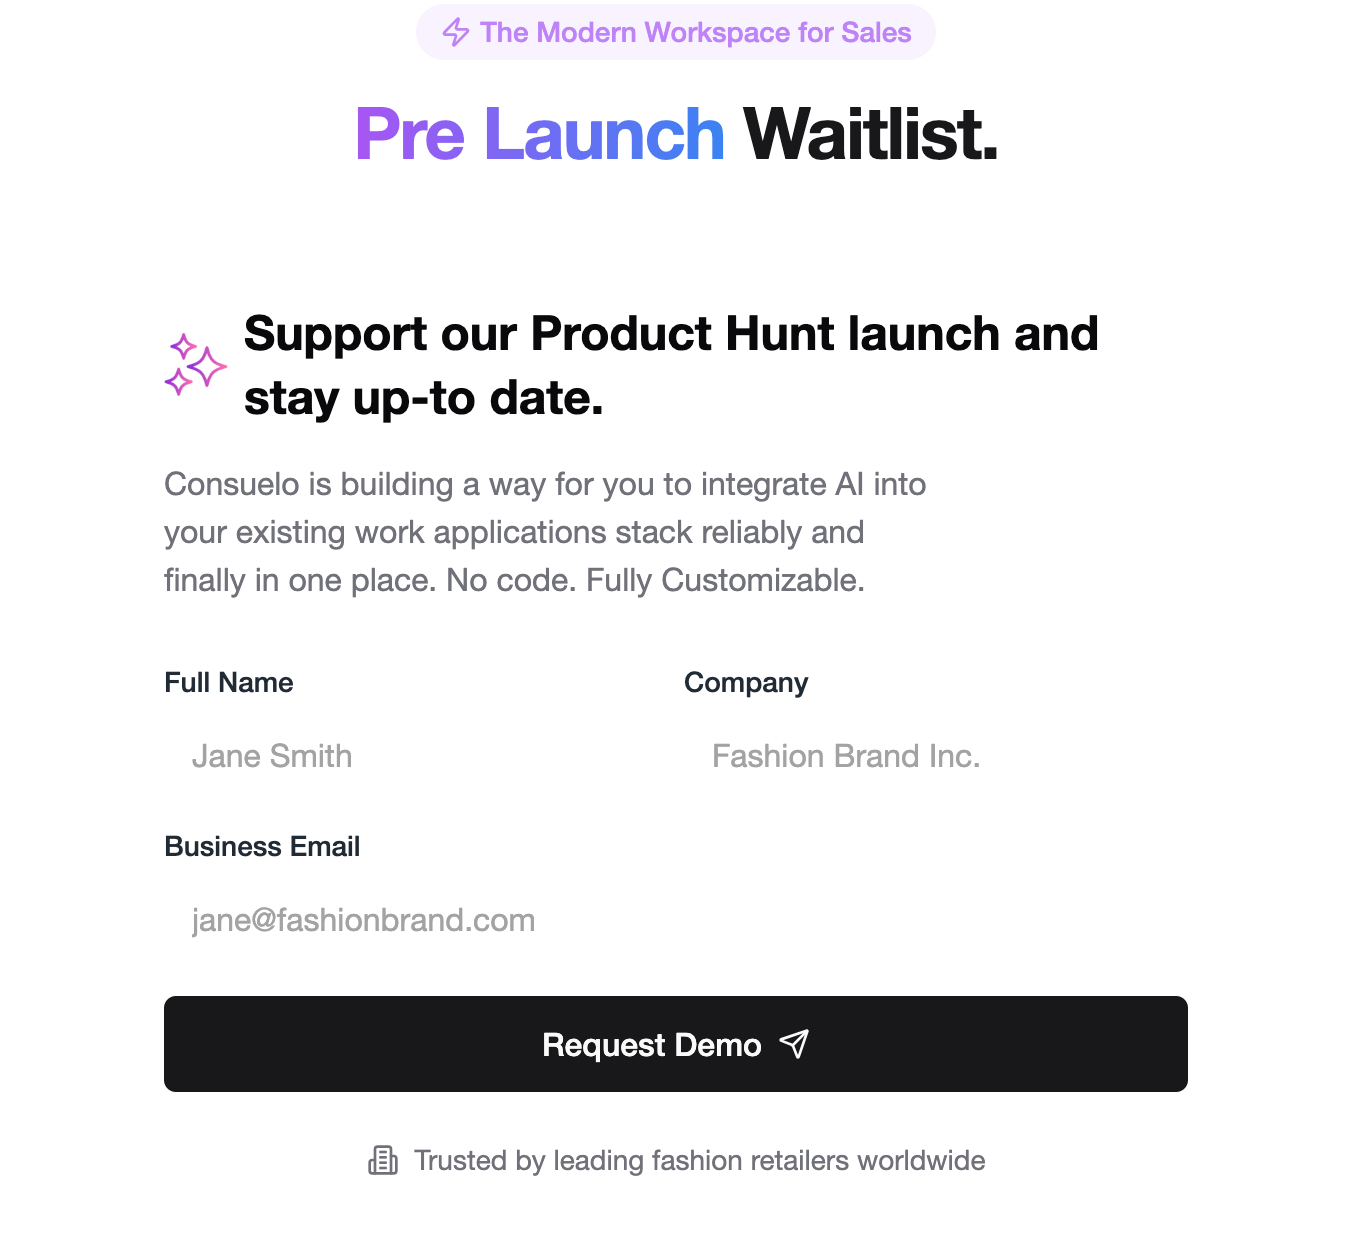 The Modern Workspace for Sales
Pre Launch Waitlist.
Support our Product Hunt launch and
stay up-to date.
Consuelo is building a way for you to integrate AI into
your existing work applications stack reliably and
finally in one place. No code. Fully Customizable.
Full Name
Company
Jane Smith
Fashion Brand Inc.
Business Email
jane@fashionbrand.com
Request Demo
Trusted by leading fashion retailers worldwide